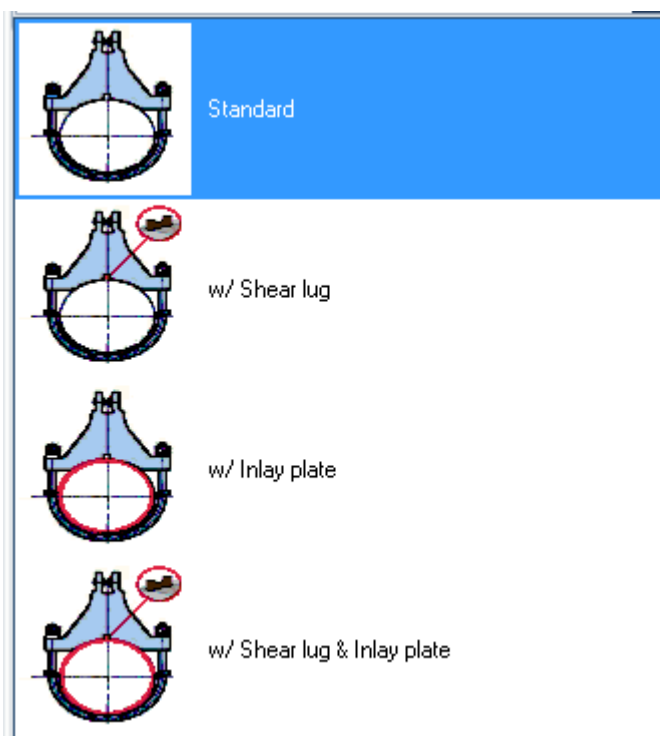 Standard
w/ Shear lug
w/ Inlay plate
w/ Shear lug & Inlay plate